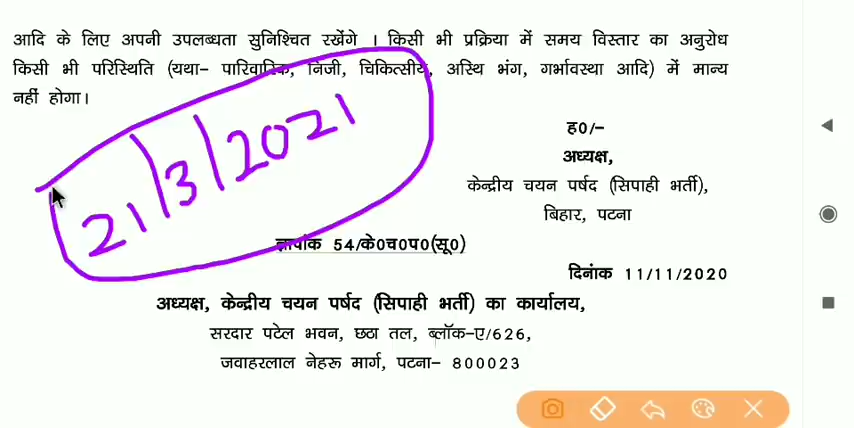 आदि के लिए अपनी उपलब्धता सुनिश्चित रखेंगे । किसी भी प्रक्रिया में समय विस्तार का अनुरोध
किसी भी परिस्थिति (यथा– पारिवारिक, निजी, चिकित्सीय, अस्थि भंग, गर्भावस्था आदि) में मान्य
नहीं होगा।
ह0/–
अध्यक्ष,
केन्द्रीय चयन पर्षद (सिपाही भर्ती),
बिहार, पटना
21/3/2021
ज्ञापांक 54/के0च0प0(सू0)
दिनांक 11/11/2020
अध्यक्ष, केन्द्रीय चयन पर्षद (सिपाही भर्ती) का कार्यालय,
सरदार पटेल भवन, छठा तल, ब्लॉक–ए/626,
जवाहरलाल नेहरू मार्ग, पटना– 800023